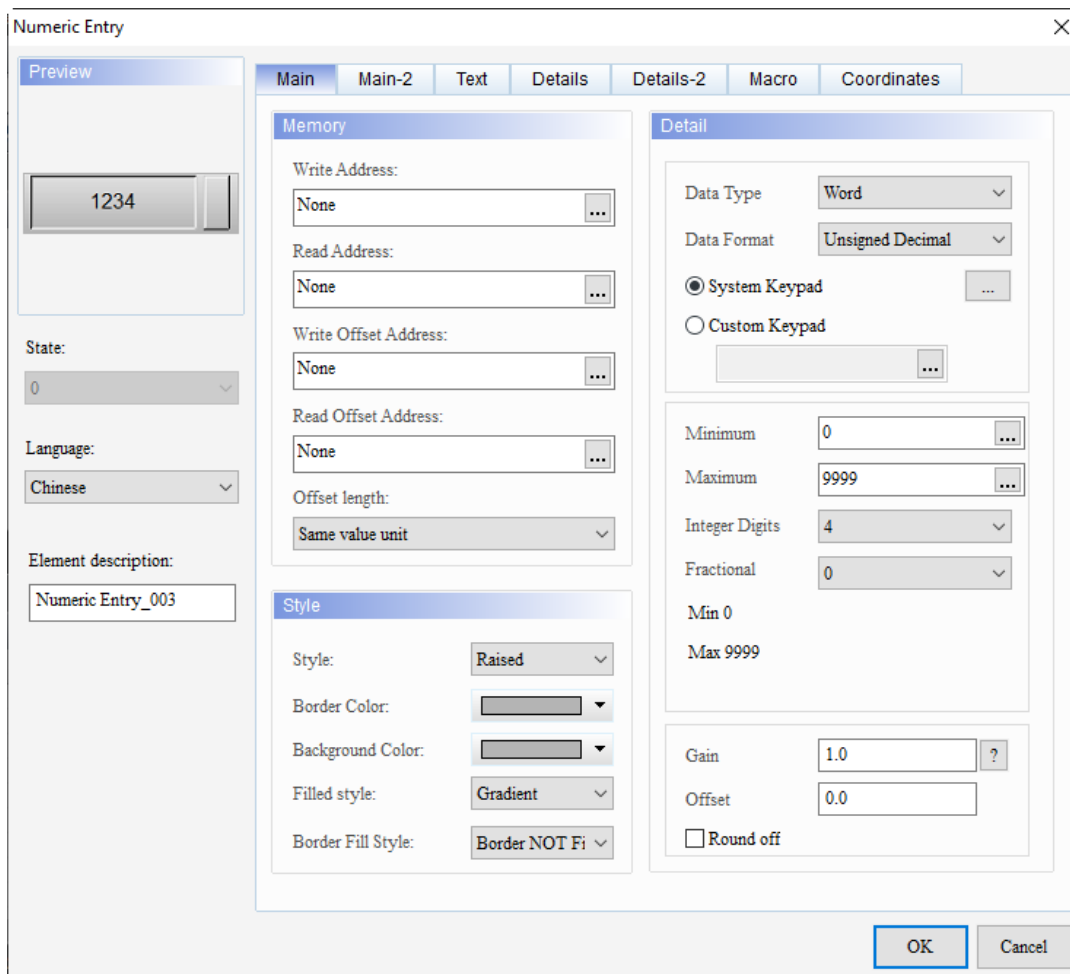 Numeric Entry
Preview
1234
State:
0
Language:
Chinese
Element description:
Numeric Entry_003
Main Main-2 Text Details Details-2 Macro Coordinates
Memory
Write Address:
None ...
Read Address:
None ...
Write Offset Address:
None ...
Read Offset Address:
None ...
Offset length:
Same value unit
Style
Style: Raised
Border Color:
Background Color:
Filled style: Gradient
Border Fill Style: Border NOT Fi
Detail
Data Type Word
Data Format Unsigned Decimal
System Keypad ...
Custom Keypad
...
Minimum 0 ...
Maximum 9999 ...
Integer Digits 4
Fractional 0
Min 0
Max 9999
Gain 1.0 ?
Offset 0.0
Round off
OK Cancel